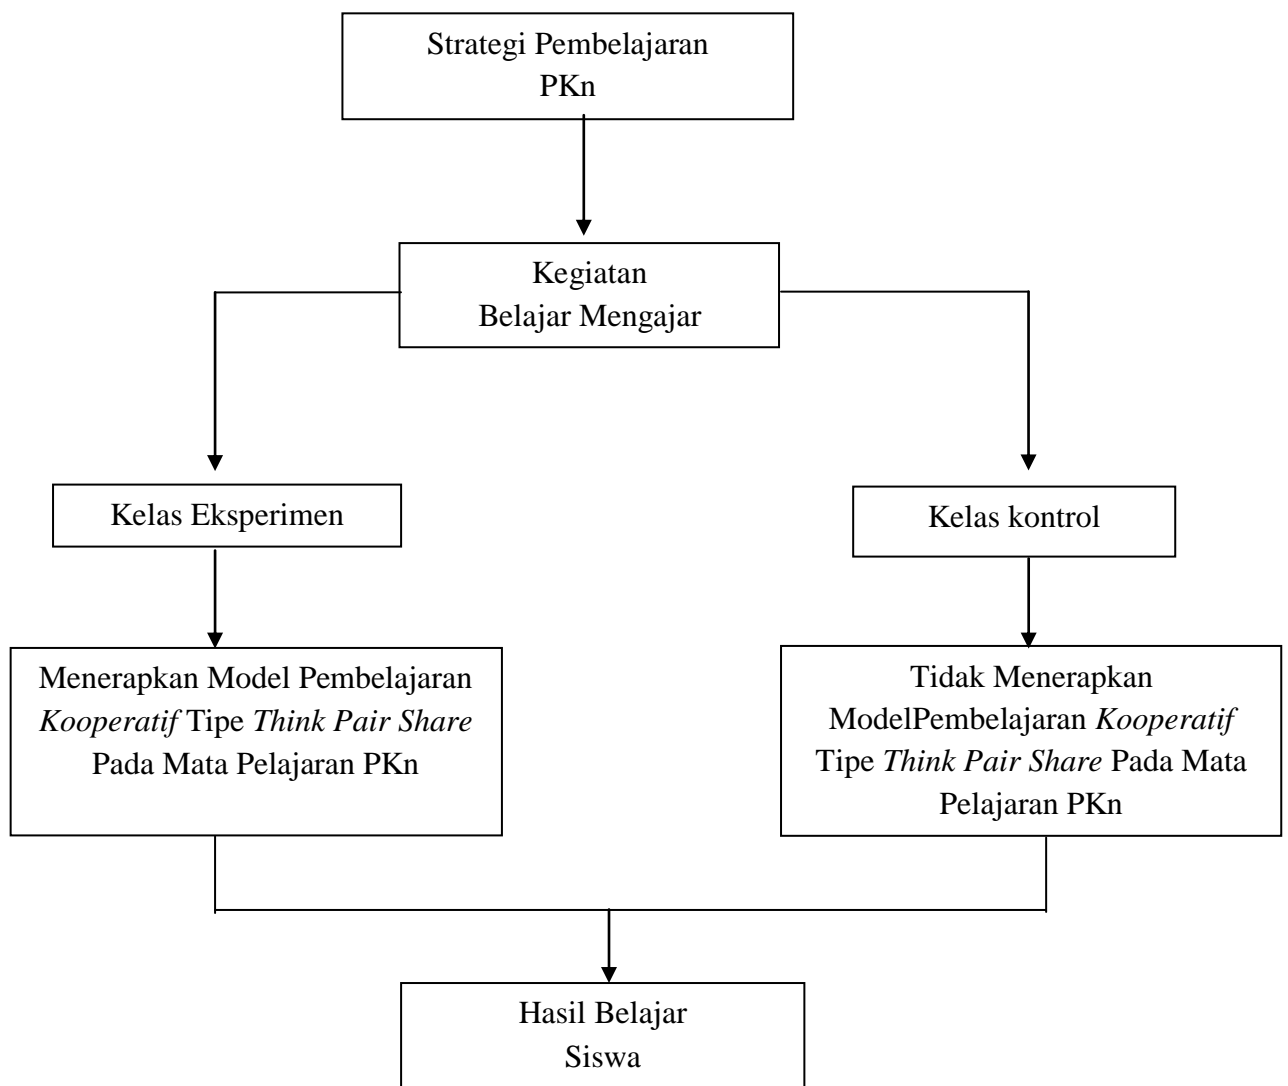 Strategi Pembelajaran
PKn
Kegiatan
Belajar Mengajar
Kelas Eksperimen
Kelas kontrol
Menerapkan Model Pembelajaran
Kooperatif Tipe Think Pair Share
Pada Mata Pelajaran PKn
Tidak Menerapkan
ModelPembelajaran Kooperatif
Tipe Think Pair Share Pada Mata
Pelajaran PKn
Hasil Belajar
Siswa